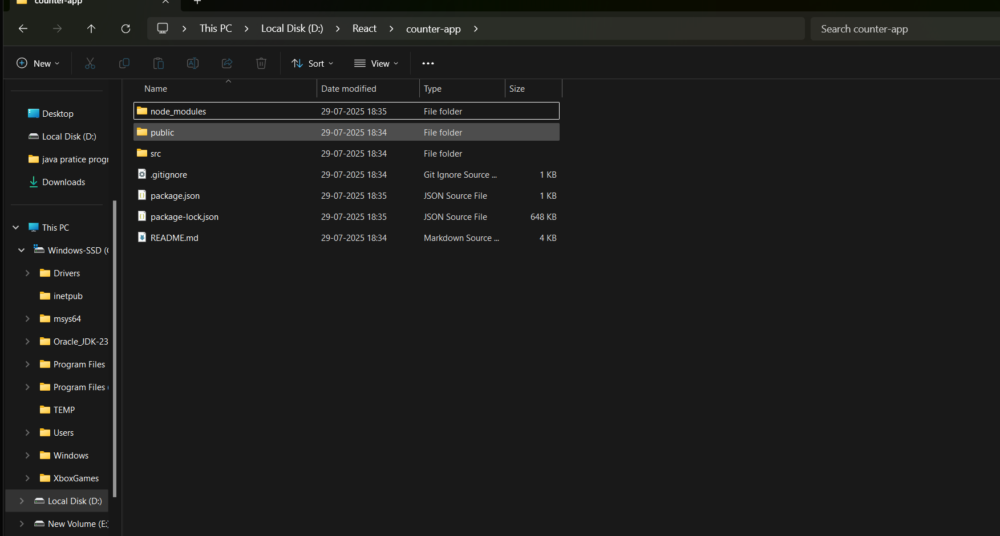 counter-app
This PC
Local Disk (D:)
React
counter-app
Search counter-app
New
Sort
View
Name
Date modified
Type
Size
node_modules 29-07-2025 18:35 File folder
public 29-07-2025 18:34 File folder
src 29-07-2025 18:34 File folder
.gitignore 29-07-2025 18:34 Git Ignore Source ... 1 KB
package.json 29-07-2025 18:35 JSON Source File 1 KB
package-lock.json 29-07-2025 18:35 JSON Source File 648 KB
README.md 29-07-2025 18:34 Markdown Source ... 4 KB
Desktop
Local Disk (D:)
java pratice progr
Downloads
This PC
Windows-SSD (
Drivers
inetpub
msys64
Oracle_JDK-23
Program Files
Program Files (
TEMP
Users
Windows
XboxGames
Local Disk (D:)
New Volume (E: